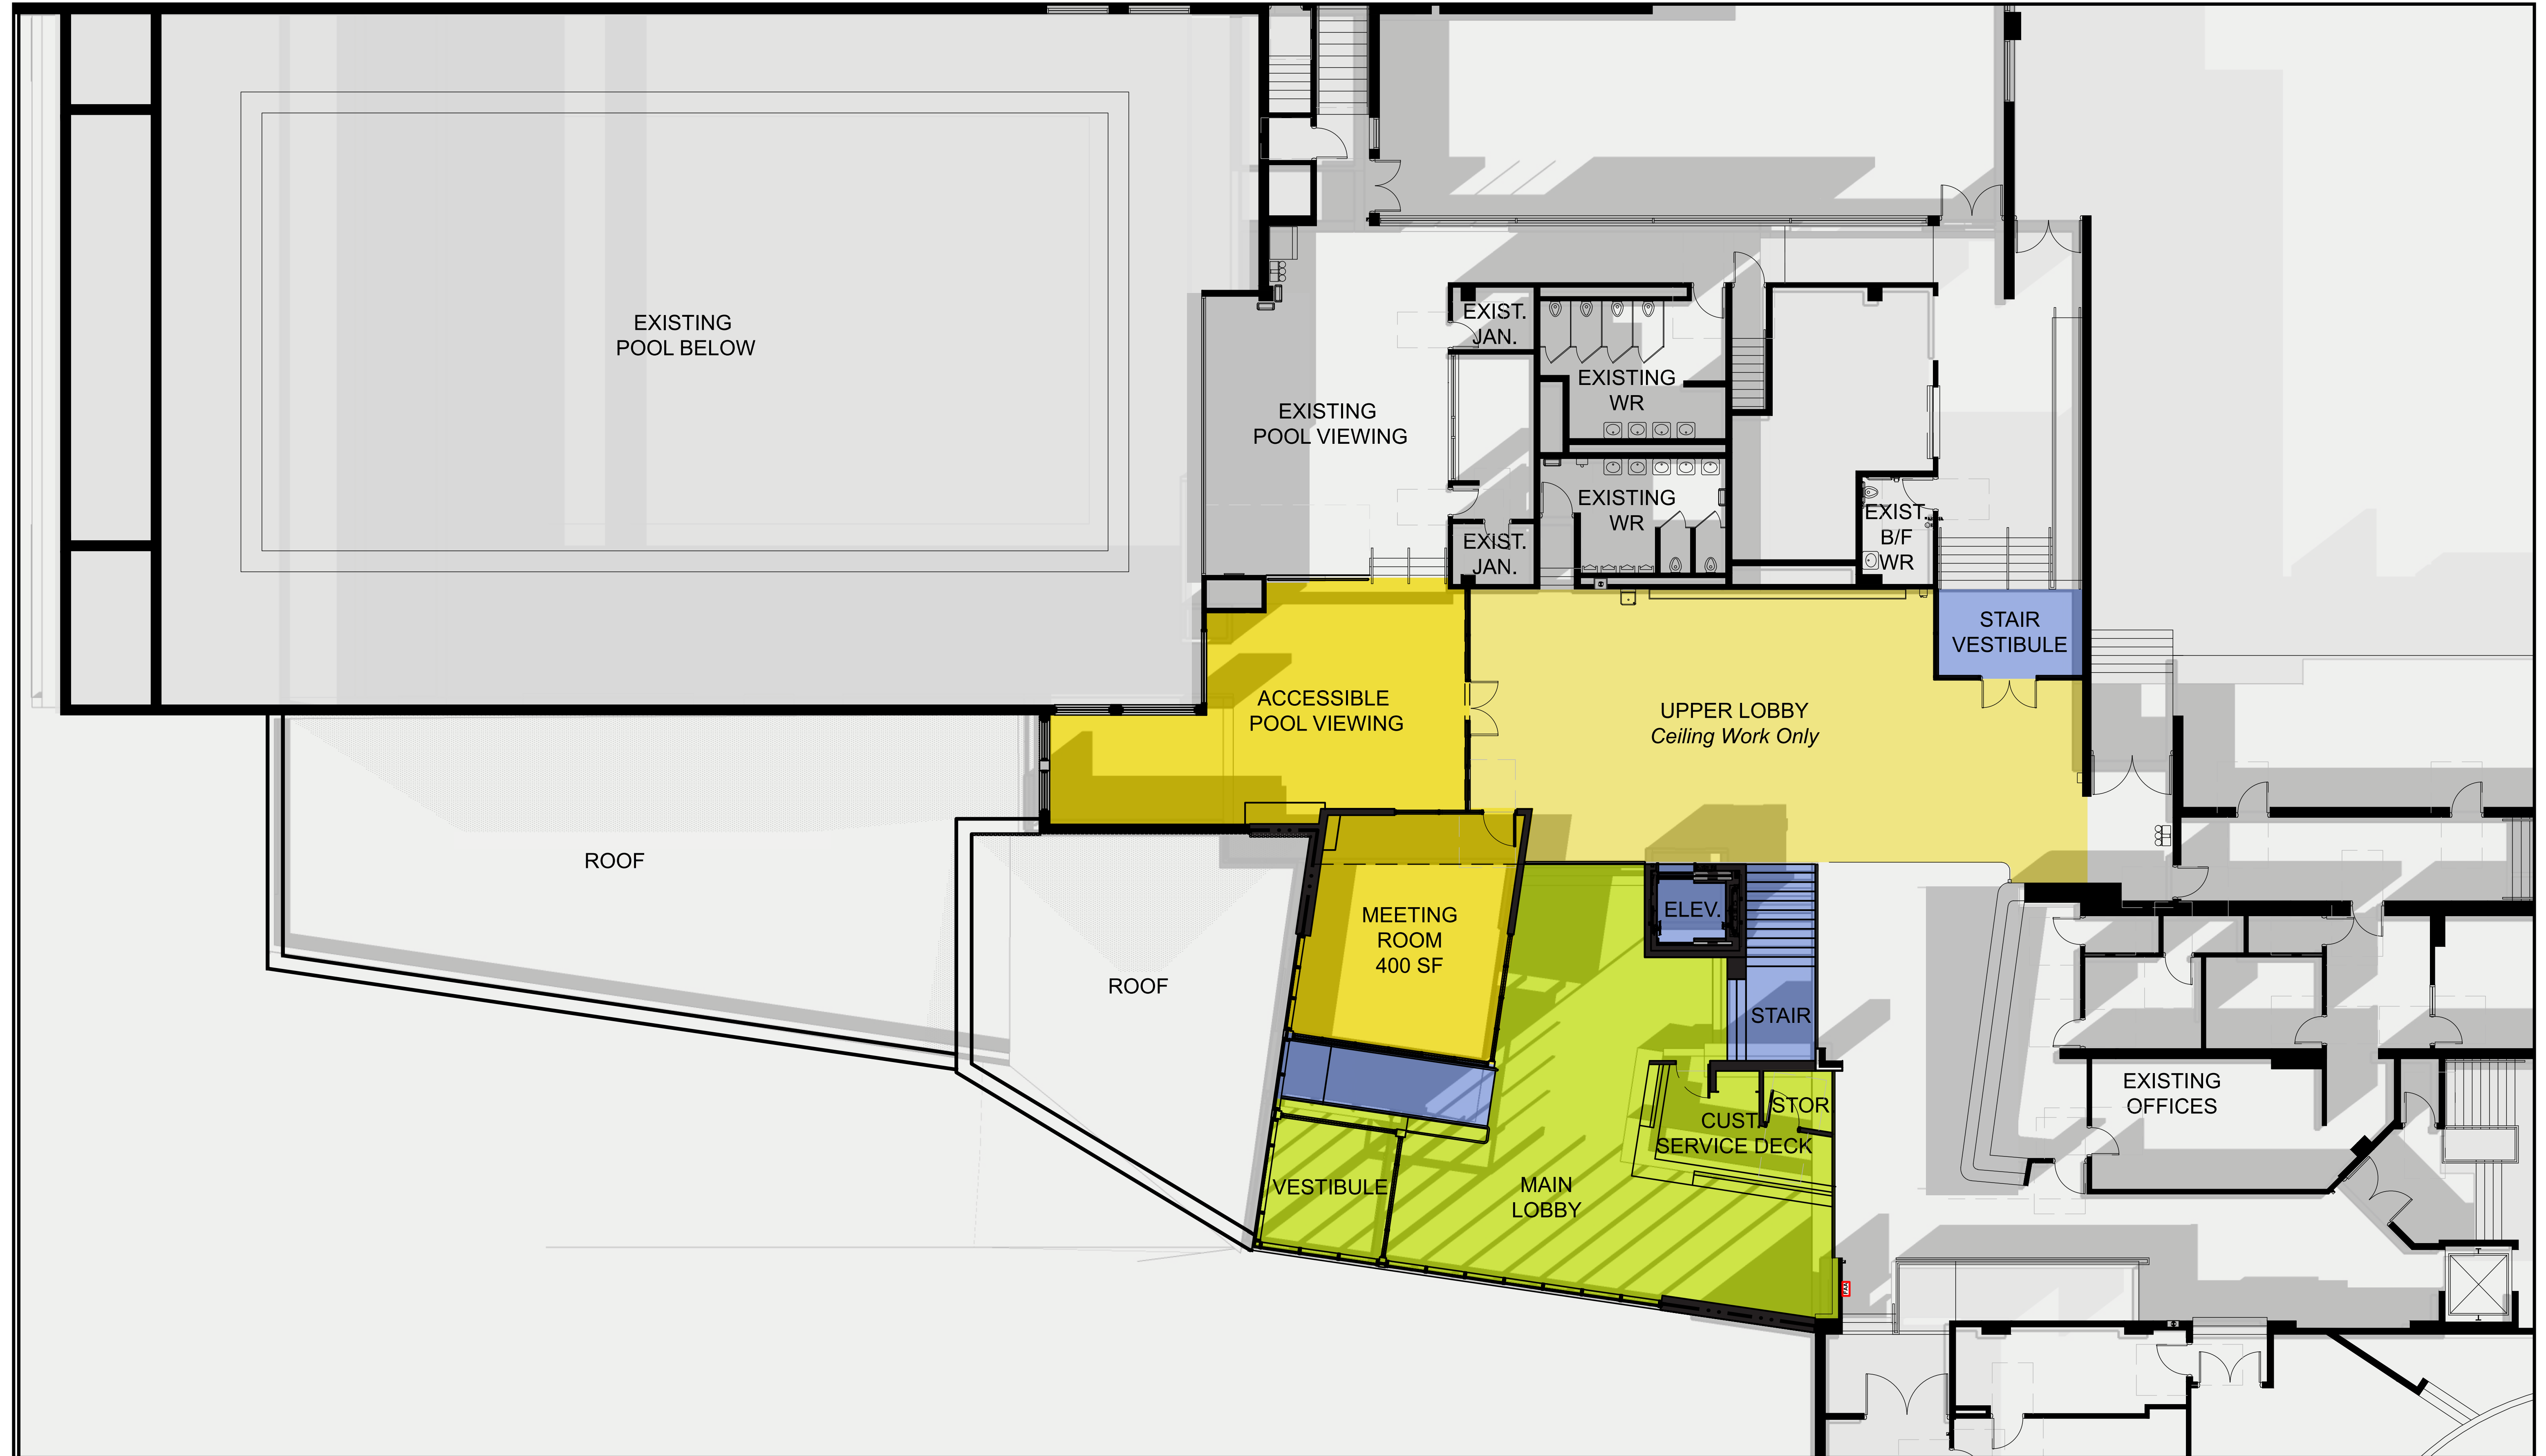 EXISTING
POOL BELOW
EXISTING
POOL VIEWING
EXIST.
JAN.
EXISTING
WR
EXISTING
WR
EXIST.
JAN.
EXIST.
B/F
WR
STAIR
VESTIBULE
ACCESSIBLE
POOL VIEWING
UPPER LOBBY
Ceiling Work Only
ROOF
ROOF
MEETING
ROOM
400 SF
ELEV.
STAIR
STOR
CUST.
SERVICE DECK
VESTIBULE
MAIN
LOBBY
EXISTING
OFFICES